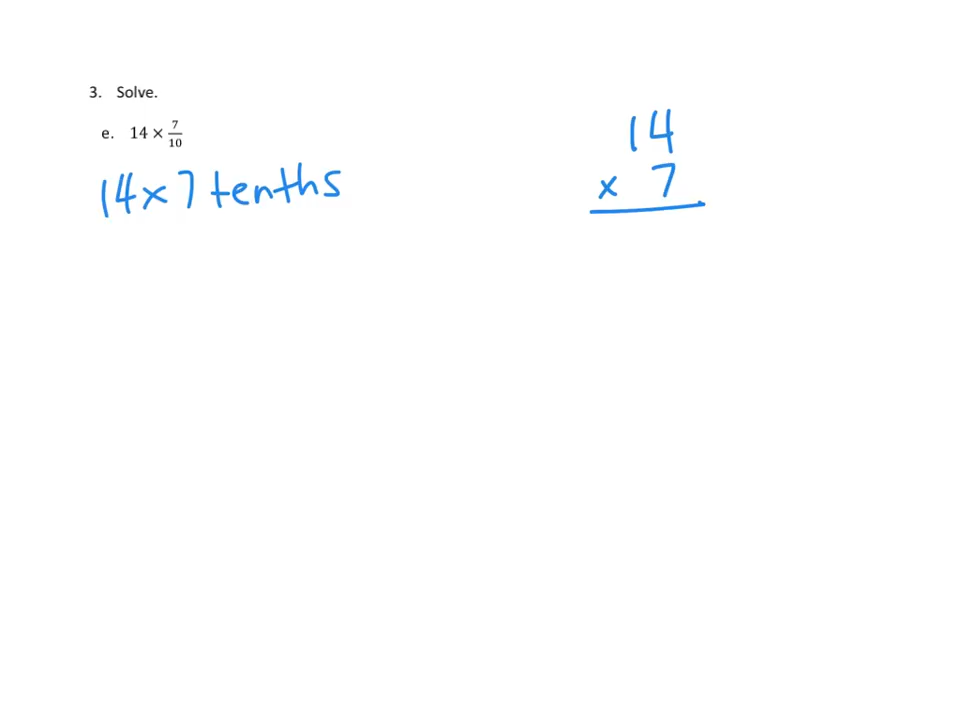 3. Solve.
e. 14 × 7/10
14 x 7 tenths
14
x 7